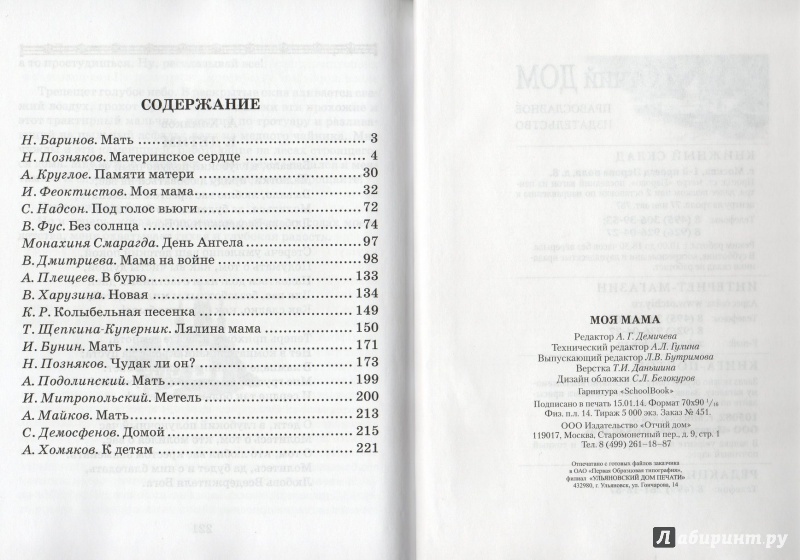 СОДЕРЖАНИЕ
Н. Баринов. Мать 3
Н. Позняков. Материнское сердце 4
А. Круглое. Памяти матери 30
И. Феоктистов. Моя мама 32
С. Надсон. Под голос вьюги 72
В. Фус. Без солнца 74
Монахиня Смарагда. День Ангела 97
В. Дмитриева. Мама на войне 98
А. Плещеев. В бурю 133
В. Харузина. Новая 134
К. Р. Колыбельная песенка 149
Т. Щепкина-Куперник. Лялина мама 150
И. Бунин. Мать 171
Н. Позняков. Чудак ли он? 173
А. Подолинский. Мать 199
И. Митропольский. Метель 200
А. Майков. Мать 213
С. Демосфенов. Домой 215
А. Хомяков. К детям 221
МОЯ МАМА
Редактор А. Г. Демичева
Технический редактор А.Л. Гулина
Выпускающий редактор Л.В. Бутримова
Верстка Т.И. Даньшина
Дизайн обложки С.Л. Белокуров
Гарнитура «SchoolBook»
Подписано в печать 15.01.14. Формат 70х90
Физ. п.л. 14. Тираж 5 000 экз. Заказ № 451.
ООО Издательство «Отчий дом»
119017, Москва, Старомонетный пер., д. 9, стр. 1
Тел. 8 (499) 261–18–87
Отпечатано с готовых файлов заказчика
в ОАО «Первая Образцовая типография»,
филиал «УЛЬЯНОВСКИЙ ДОМ ПЕЧАТИ»
432980, г. Ульяновск, ул. Гончарова, 14
Лабиринт.ру